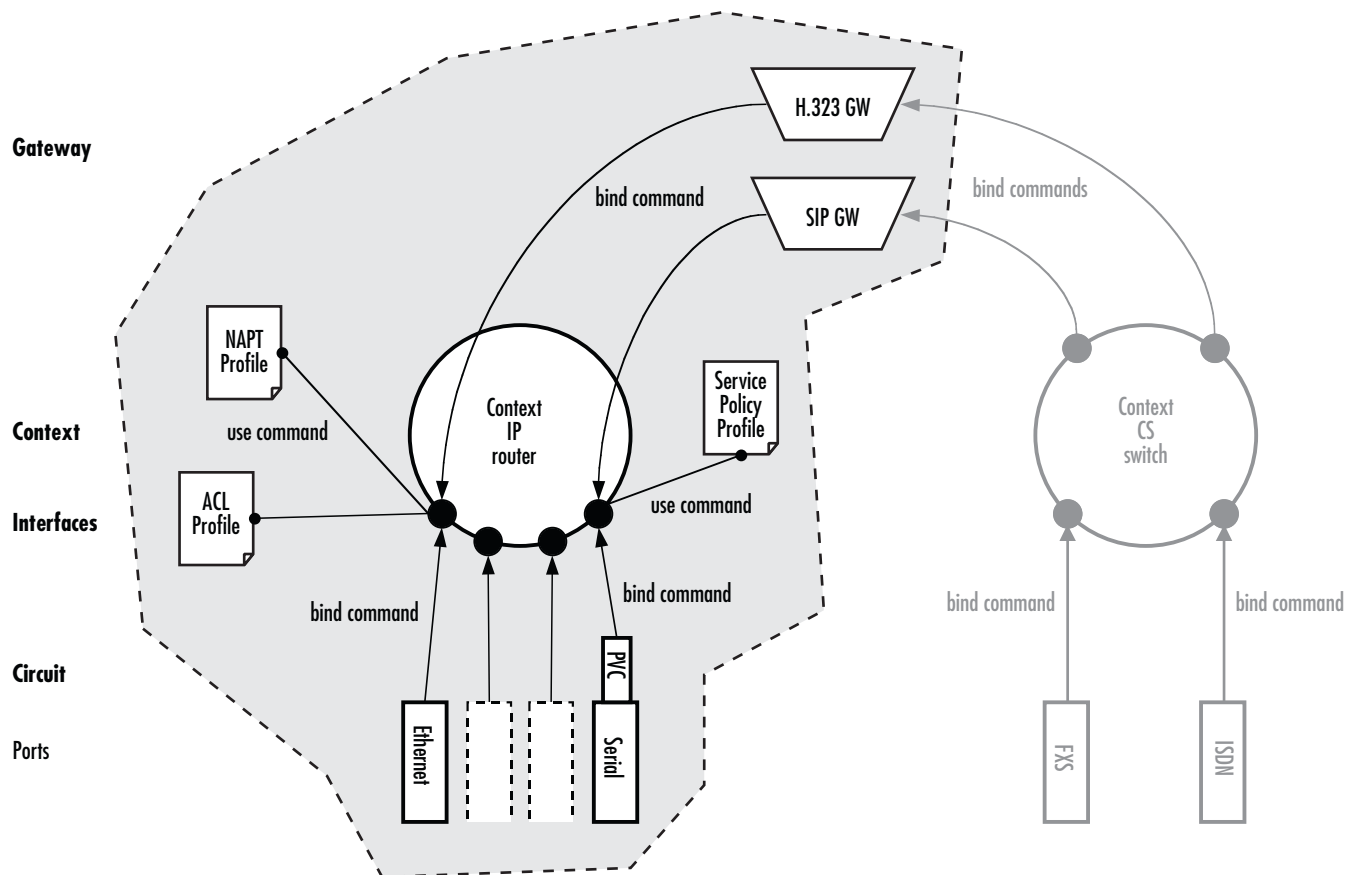 H.323 GW
Gateway
bind command
bind commands
SIP GW
NAPT
Profile
Service
Policy
Profile
Context
IP
router
Context
CS
switch
Context
use command
ACL
Profile
use command
Interfaces
bind command
bind command
bind command
bind command
Circuit
PVC
Ports
Ethernet
Serial
FXS
ISDN